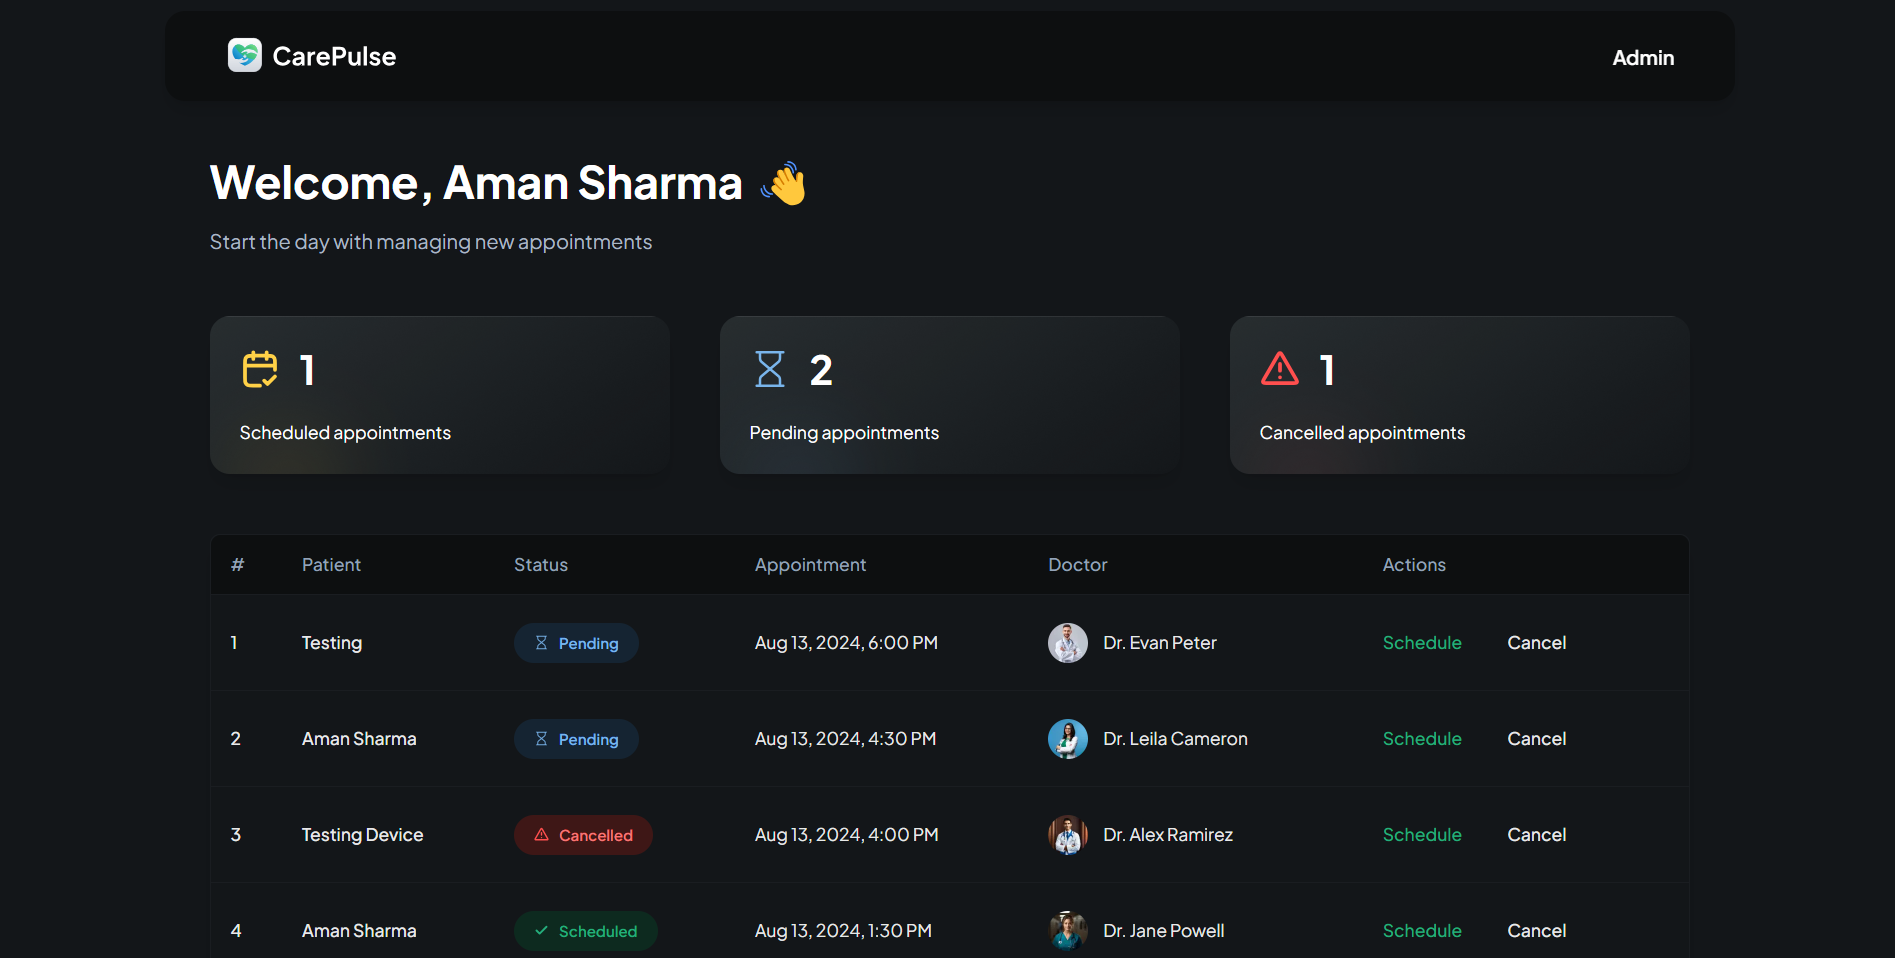 CarePulse
Admin
Welcome, Aman Sharma 👋
Start the day with managing new appointments
1
Scheduled appointments
2
Pending appointments
1
Cancelled appointments
# Patient Status Appointment Doctor Actions
1 Testing Pending Aug 13, 2024, 6:00 PM Dr. Evan Peter Schedule Cancel
2 Aman Sharma Pending Aug 13, 2024, 4:30 PM Dr. Leila Cameron Schedule Cancel
3 Testing Device Cancelled Aug 13, 2024, 4:00 PM Dr. Alex Ramirez Schedule Cancel
4 Aman Sharma Scheduled Aug 13, 2024, 1:30 PM Dr. Jane Powell Schedule Cancel